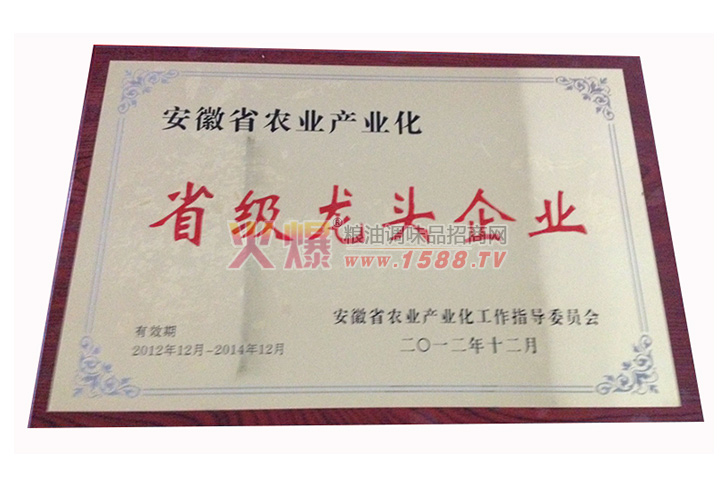 安徽省农业产业化
省级龙头企业
火爆 粮油调味品招商网
www.1588.TV
安徽省农业产业化工作指导委员会
有效期
2012年12月-2014年12月
二〇一二年十二月